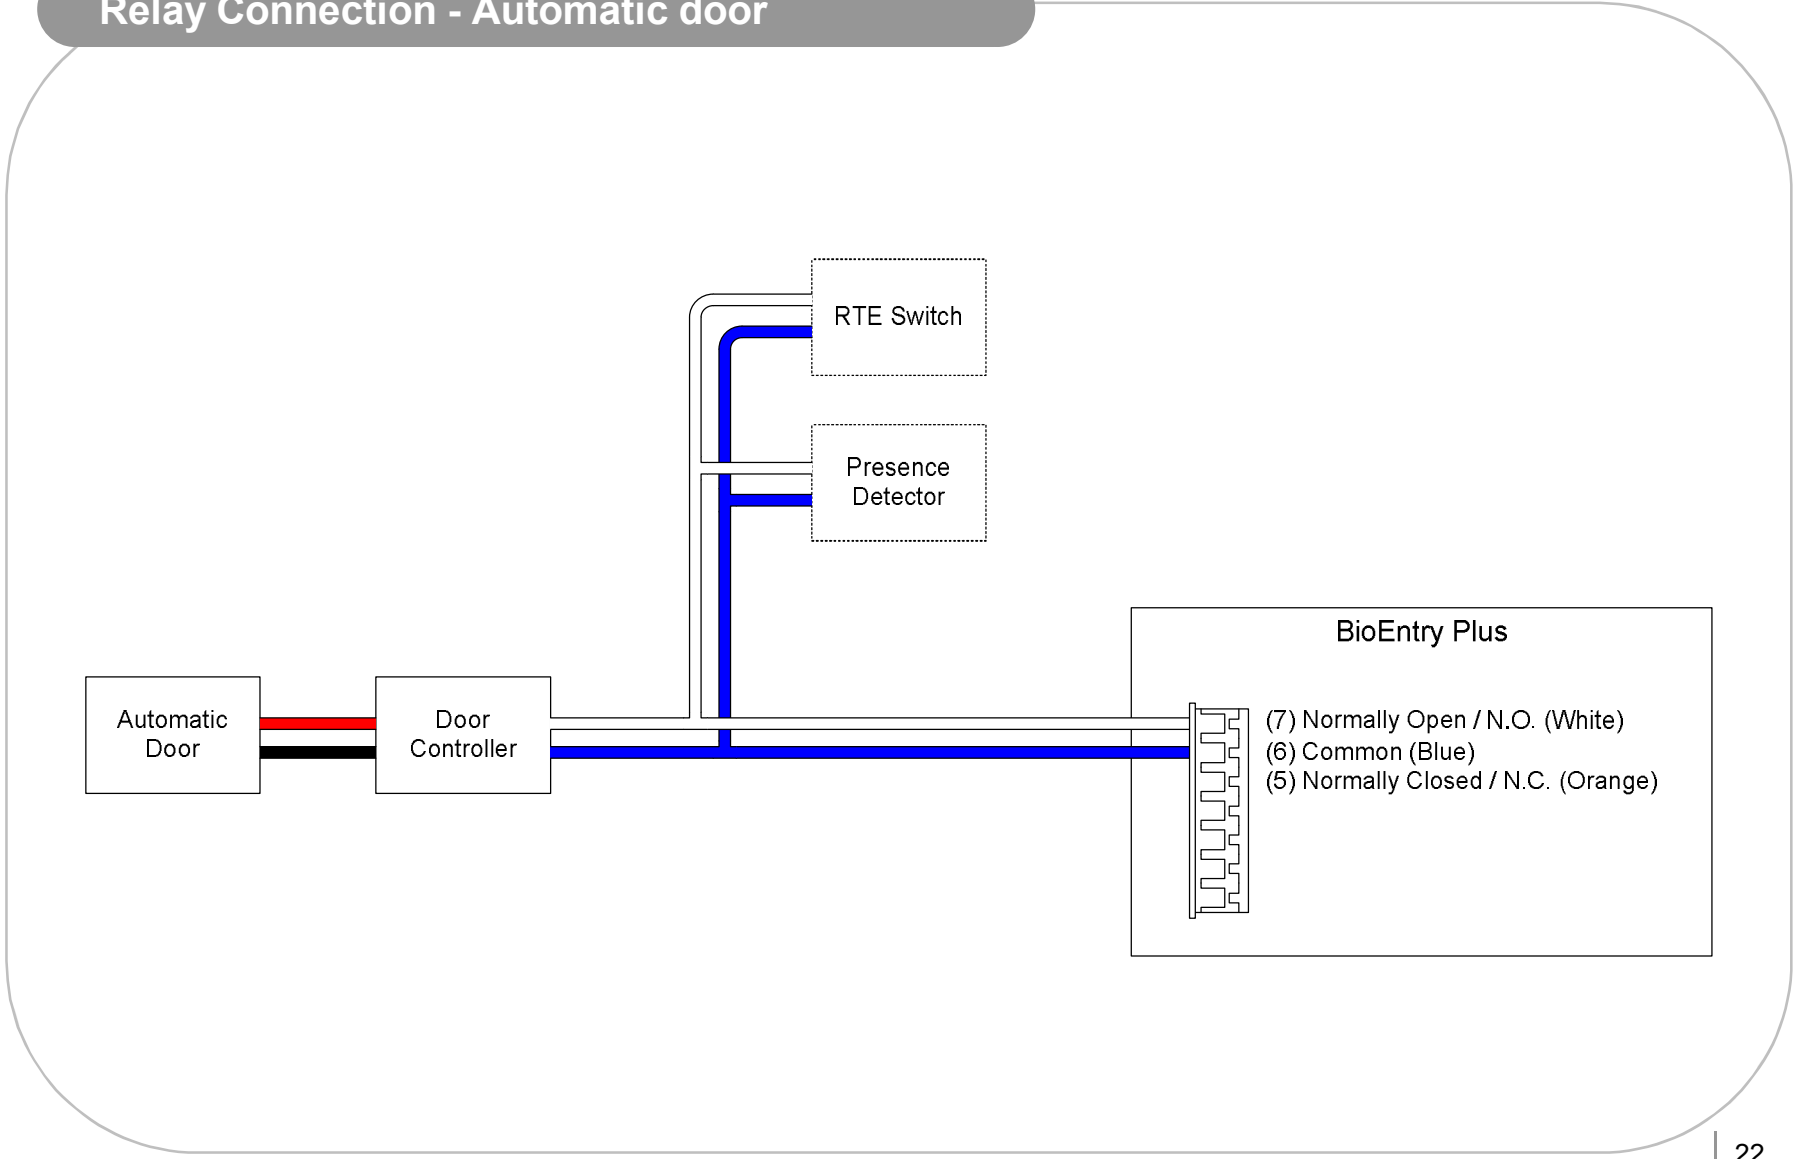 Relay Connection - Automatic door
RTE Switch
Presence
Detector
BioEntry Plus
Automatic
Door
Door
Controller
(7) Normally Open / N.O. (White)
(6) Common (Blue)
(5) Normally Closed / N.C. (Orange)
22